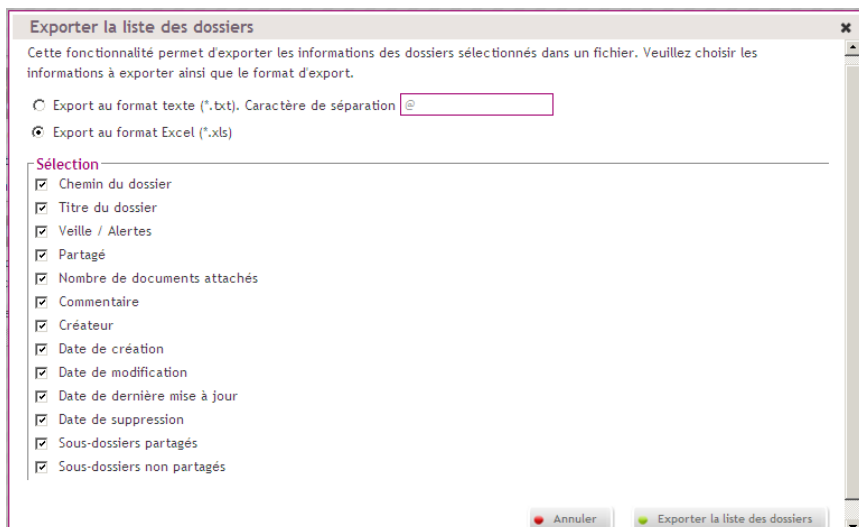 Exporter la liste des dossiers
Cette fonctionnalité permet d'exporter les informations des dossiers sélectionnés dans un fichier. Veuillez choisir les
informations à exporter ainsi que le format d'export.
Export au format texte (*.txt). Caractère de séparation @
Export au format Excel (*.xls)
Sélection
Chemin du dossier
Titre du dossier
Veille / Alertes
Partagé
Nombre de documents attachés
Commentaire
Créateur
Date de création
Date de modification
Date de dernière mise à jour
Date de suppression
Sous-dossiers partagés
Sous-dossiers non partagés
Annuler Exporter la liste des dossiers